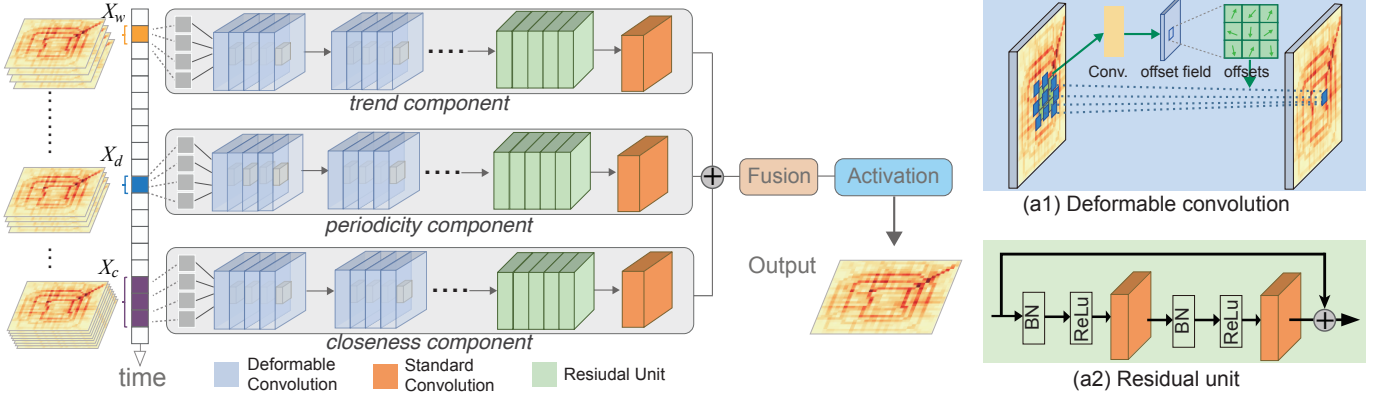 X_w
trend component
X_d
periodicity component
X_c
closeness component
time
Fusion
Activation
Output
Deformable
Convolution
Standard
Convolution
Resiudal Unit
Conv.
offset field
offsets
(a1) Deformable convolution
BN
ReLu
BN
ReLu
(a2) Residual unit